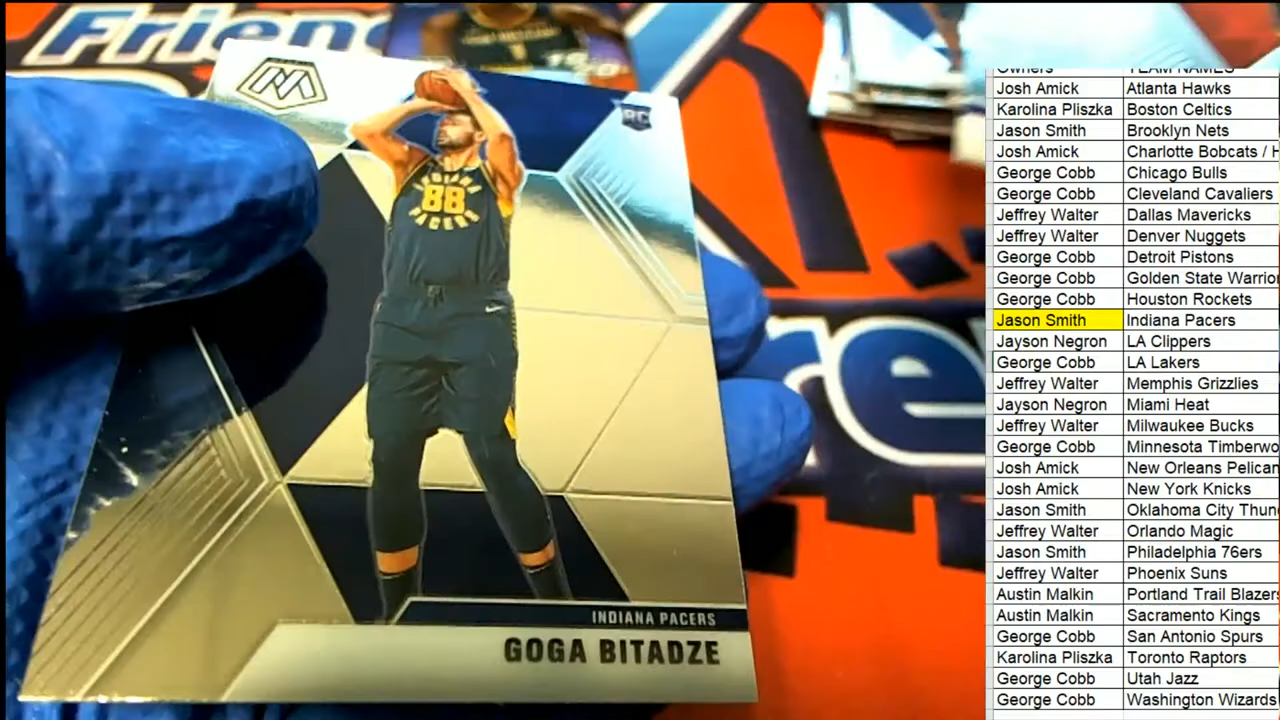 Frien
RC
INDIANA
88
PACERS
INDIANA PACERS
GOGA BITADZE
re
Owners TEAM NAMES
Josh Amick Atlanta Hawks
Karolina Pliszka Boston Celtics
Jason Smith Brooklyn Nets
Josh Amick Charlotte Bobcats / H
George Cobb Chicago Bulls
George Cobb Cleveland Cavaliers
Jeffrey Walter Dallas Mavericks
Jeffrey Walter Denver Nuggets
George Cobb Detroit Pistons
George Cobb Golden State Warrio
George Cobb Houston Rockets
Jason Smith Indiana Pacers
Jayson Negron LA Clippers
George Cobb LA Lakers
Jeffrey Walter Memphis Grizzlies
Jayson Negron Miami Heat
Jeffrey Walter Milwaukee Bucks
George Cobb Minnesota Timberwo
Josh Amick New Orleans Pelican
Josh Amick New York Knicks
Jason Smith Oklahoma City Thun
Jeffrey Walter Orlando Magic
Jason Smith Philadelphia 76ers
Jeffrey Walter Phoenix Suns
Austin Malkin Portland Trail Blazers
Austin Malkin Sacramento Kings
George Cobb San Antonio Spurs
Karolina Pliszka Toronto Raptors
George Cobb Utah Jazz
George Cobb Washington Wizards